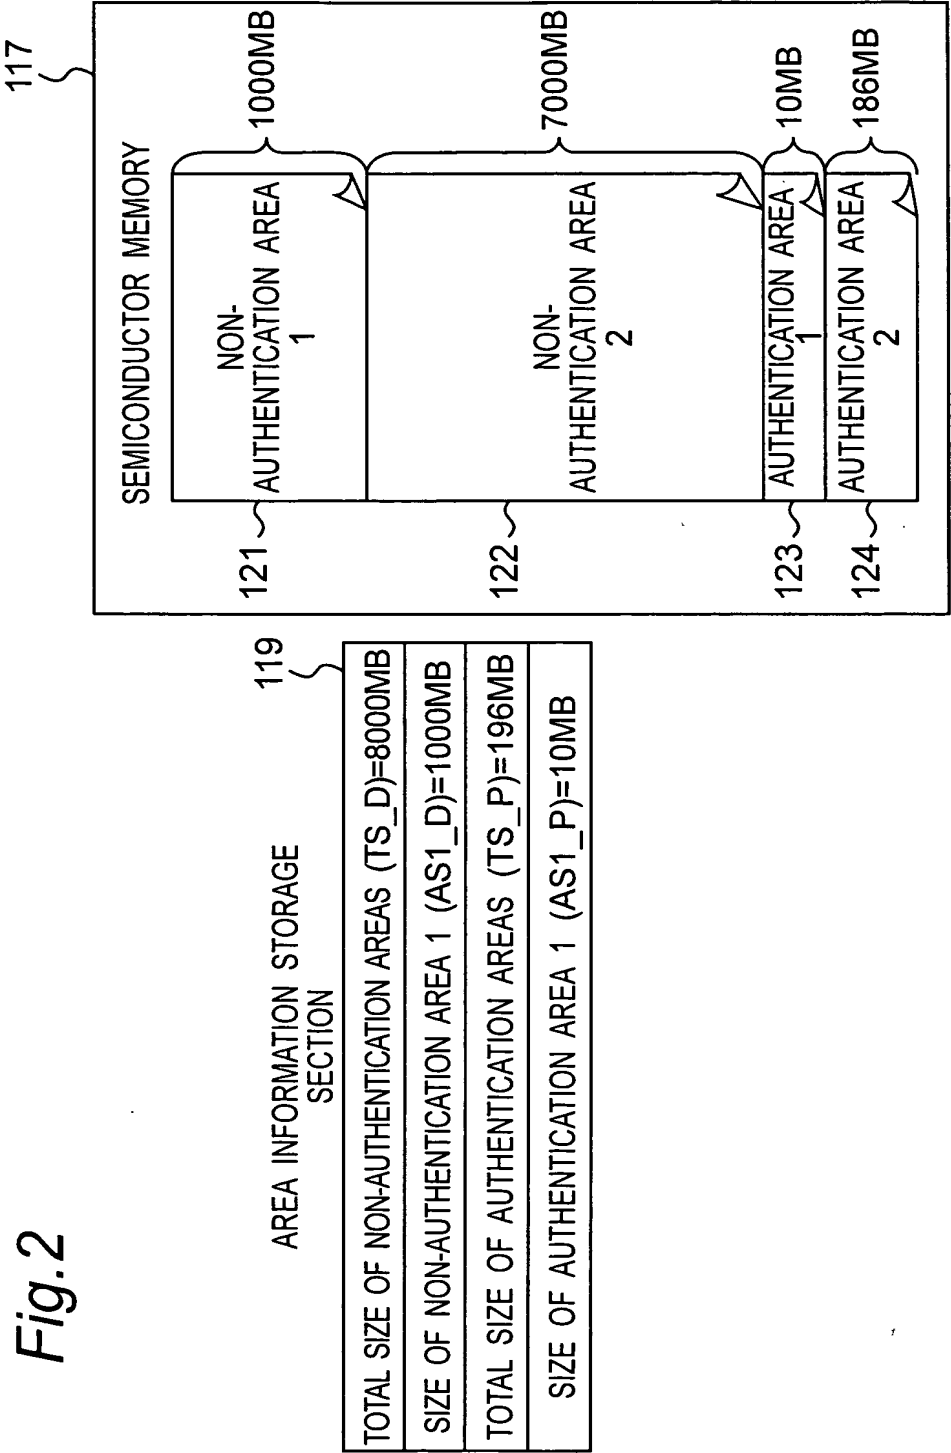 Fig.2
AREA INFORMATION STORAGE
SECTION
119
TOTAL SIZE OF NON-AUTHENTICATION AREAS (TS_D)=8000MB
SIZE OF NON-AUTHENTICATION AREA 1 (AS1_D)=1000MB
TOTAL SIZE OF AUTHENTICATION AREAS (TS_P)=196MB
SIZE OF AUTHENTICATION AREA 1 (AS1_P)=10MB
117
SEMICONDUCTOR MEMORY
121
NON-
AUTHENTICATION AREA
1
1000MB
122
NON-
AUTHENTICATION AREA
2
7000MB
123
AUTHENTICATION AREA
1
10MB
124
AUTHENTICATION AREA
2
186MB